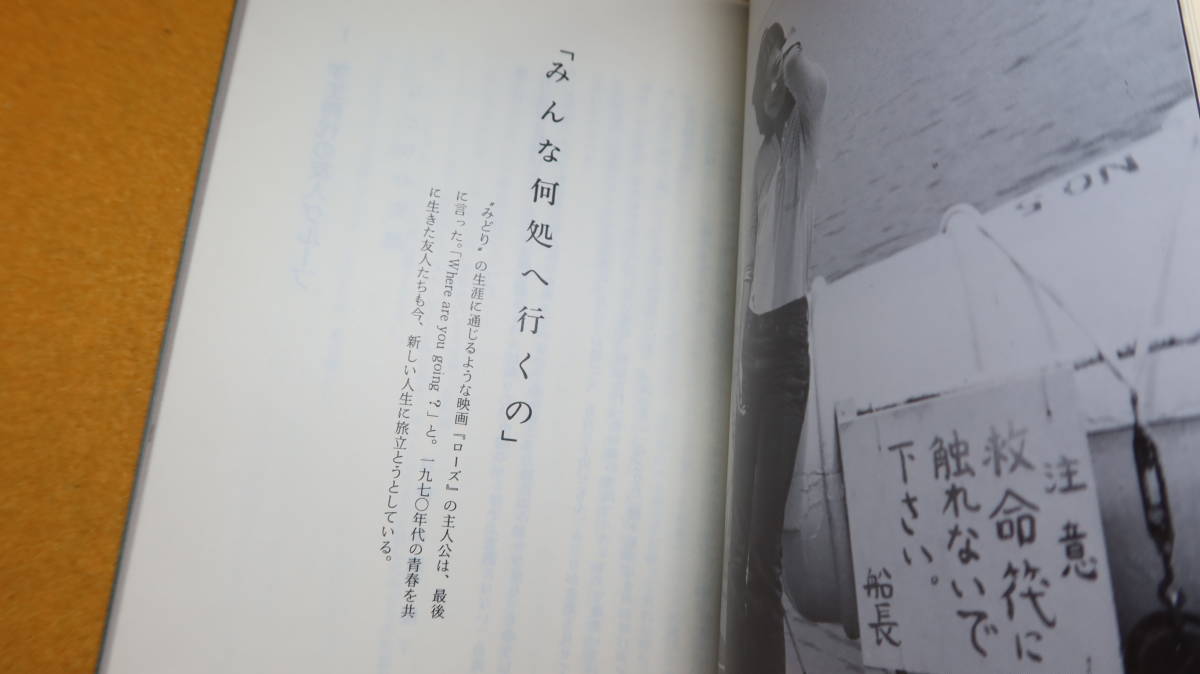 「みんな何処へ行くの」
〝みどり〟の生涯に通じるような映画『ローズ』の主人公は、最後
に言った。「Where are you going?」と。一九七〇年代の青春を共
に生きた友人たちも今、新しい人生に旅立とうとしている。
NO. 5
注意
救命筏に
触れないで
下さい。
船長